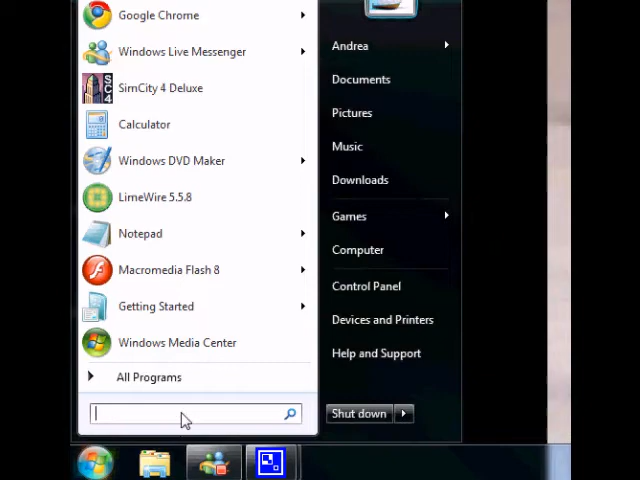 Google Chrome
Windows Live Messenger
SC4
SimCity 4 Deluxe
Calculator
Windows DVD Maker
LimeWire 5.5.8
Notepad
Macromedia Flash 8
Getting Started
Windows Media Center
All Programs
Andrea
Documents
Pictures
Music
Downloads
Games
Computer
Control Panel
Devices and Printers
Help and Support
Shut down